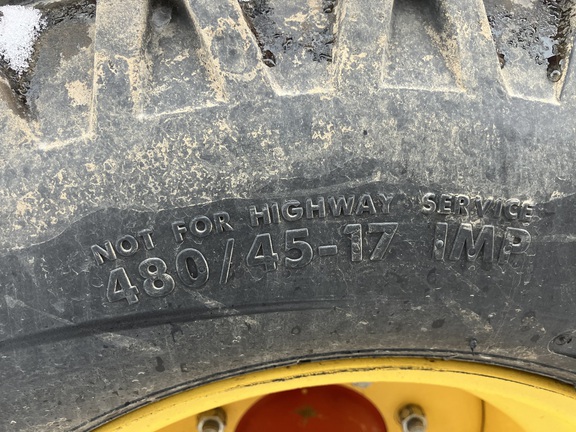 NOT FOR HIGHWAY SERVICE
480/45-17 IMP